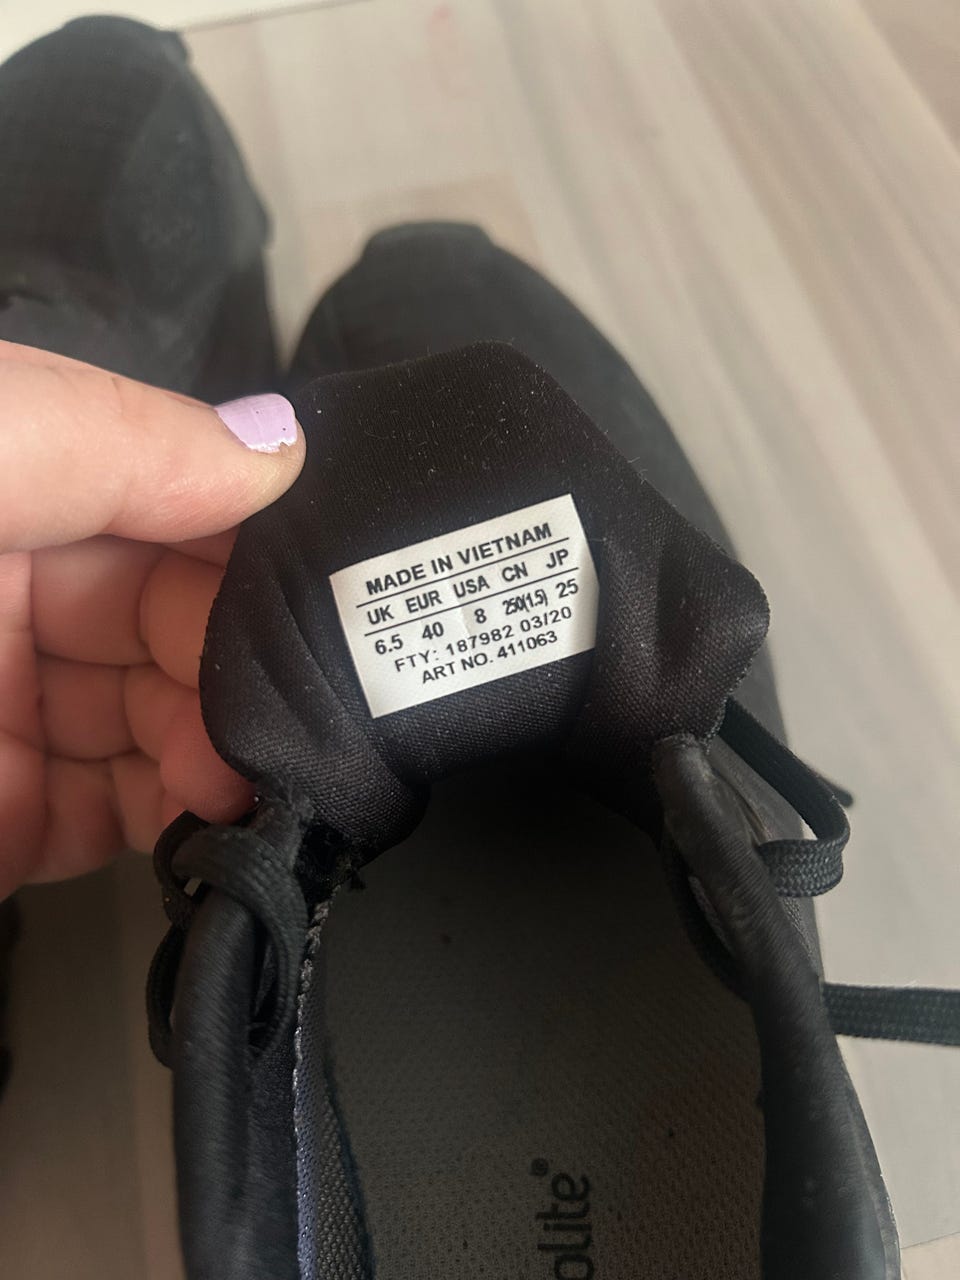 MADE IN VIETNAM
UK EUR USA CN JP
6.5 40 8 250(1.5) 25
FTY: 187982 03/20
ART NO. 411063
olite®